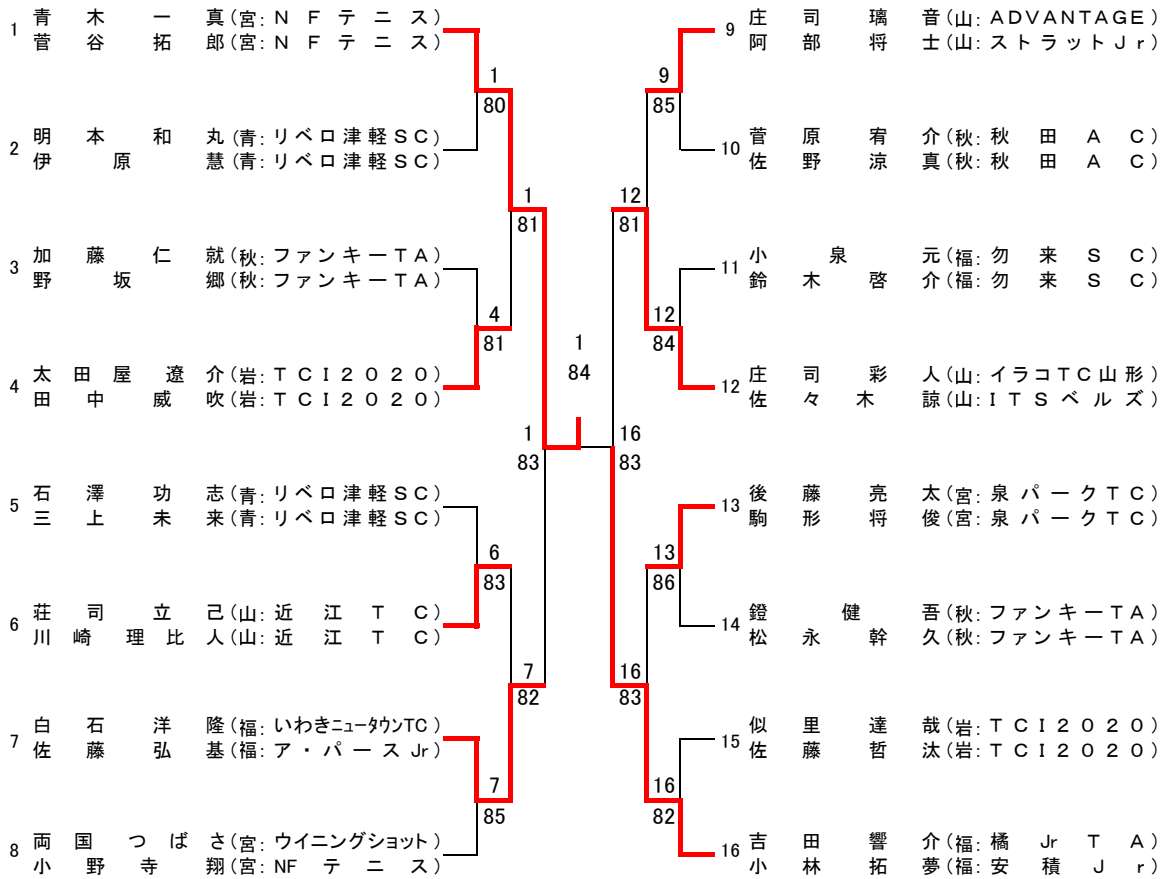 1 青木一真(宮:NFテニス)
菅谷拓郎(宮:NFテニス)
2 明本和丸(青:リベロ津軽SC)
伊原慧(青:リベロ津軽SC)
3 加藤仁就(秋:ファンキーTA)
野坂郷(秋:ファンキーTA)
4 太田屋遼介(岩:TCI2020)
田中威吹(岩:TCI2020)
5 石澤功志(青:リベロ津軽SC)
三上未来(青:リベロ津軽SC)
6 荘司立己(山:近江TC)
川崎理比人(山:近江TC)
7 白石洋隆(福:いわきニュータウンTC)
佐藤弘基(福:ア・パースJr)
8 両国つばさ(宮:ウイニングショット)
小野寺翔(宮:NFテニス)
1
80
4
81
6
83
7
85
1
81
7
82
1
83
1
84
16
83
12
81
16
83
9
85
12
84
13
86
16
82
9 庄司璃音(山:ADVANTAGE)
阿部将士(山:ストラットJr)
10 菅原宥介(秋:秋田AC)
佐野涼真(秋:秋田AC)
11 小泉元(福:勿来SC)
鈴木啓介(福:勿来SC)
12 庄司彩人(山:イラコTC山形)
佐々木諒(山:ITSベルズ)
13 後藤亮太(宮:泉パークTC)
駒形将俊(宮:泉パークTC)
14 鐙健吾(秋:ファンキーTA)
松永幹久(秋:ファンキーTA)
15 似里達哉(岩:TCI2020)
佐藤哲汰(岩:TCI2020)
16 吉田響介(福:橘Jr TA)
小林拓夢(福:安積Jr)